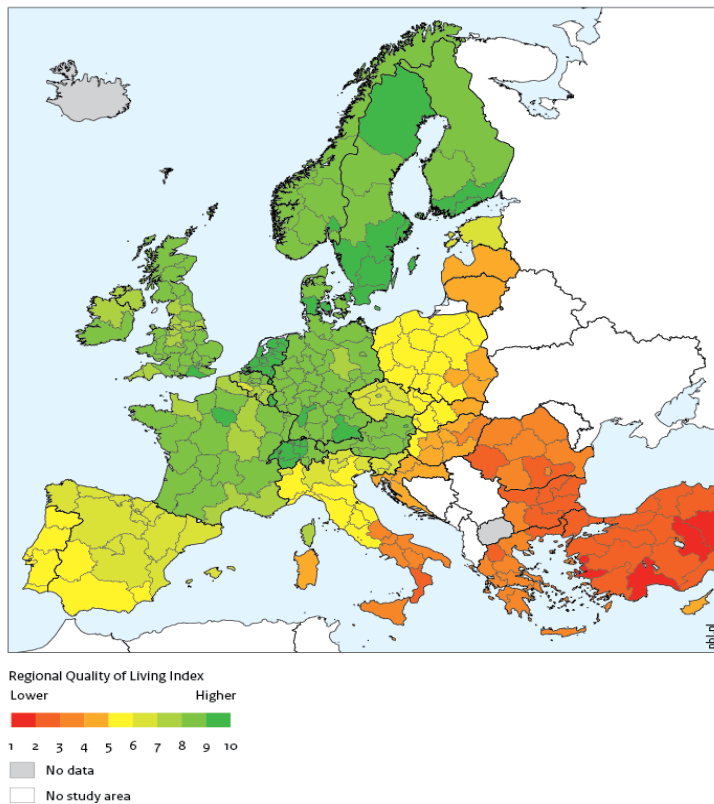 pbl.nl
Regional Quality of Living Index
Lower Higher
1 2 3 4 5 6 7 8 9 10
No data
No study area